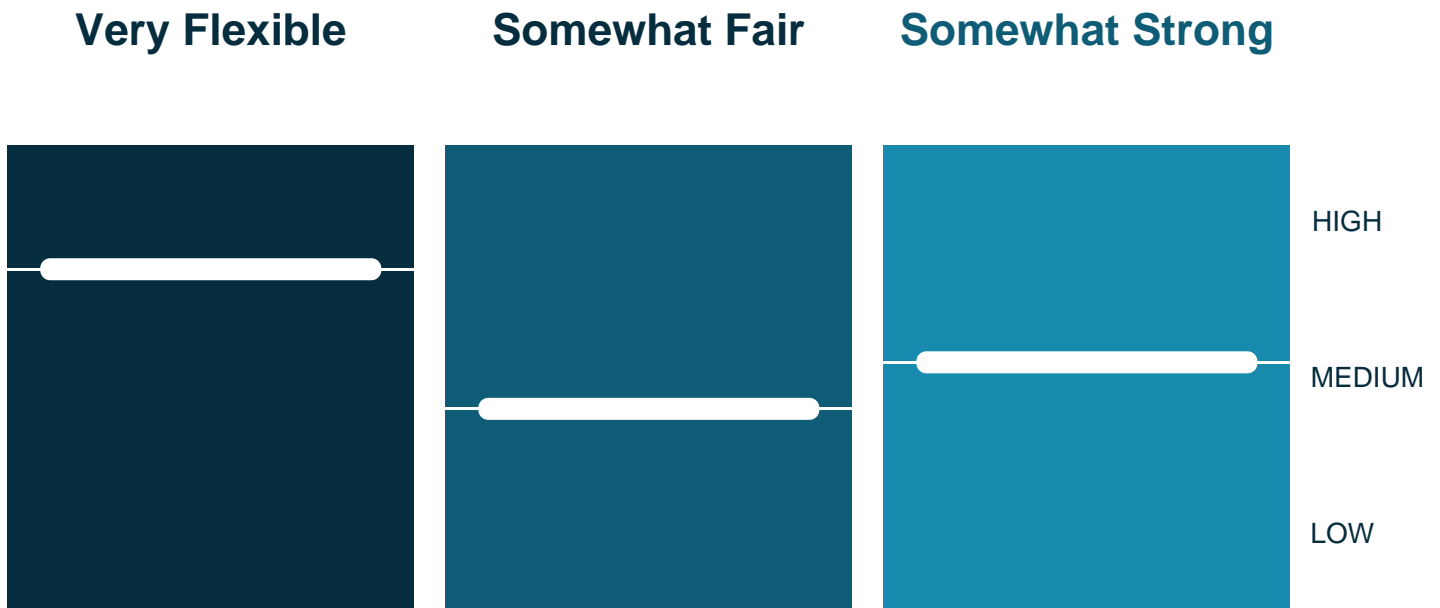 Very Flexible
Somewhat Fair
Somewhat Strong
HIGH
MEDIUM
LOW